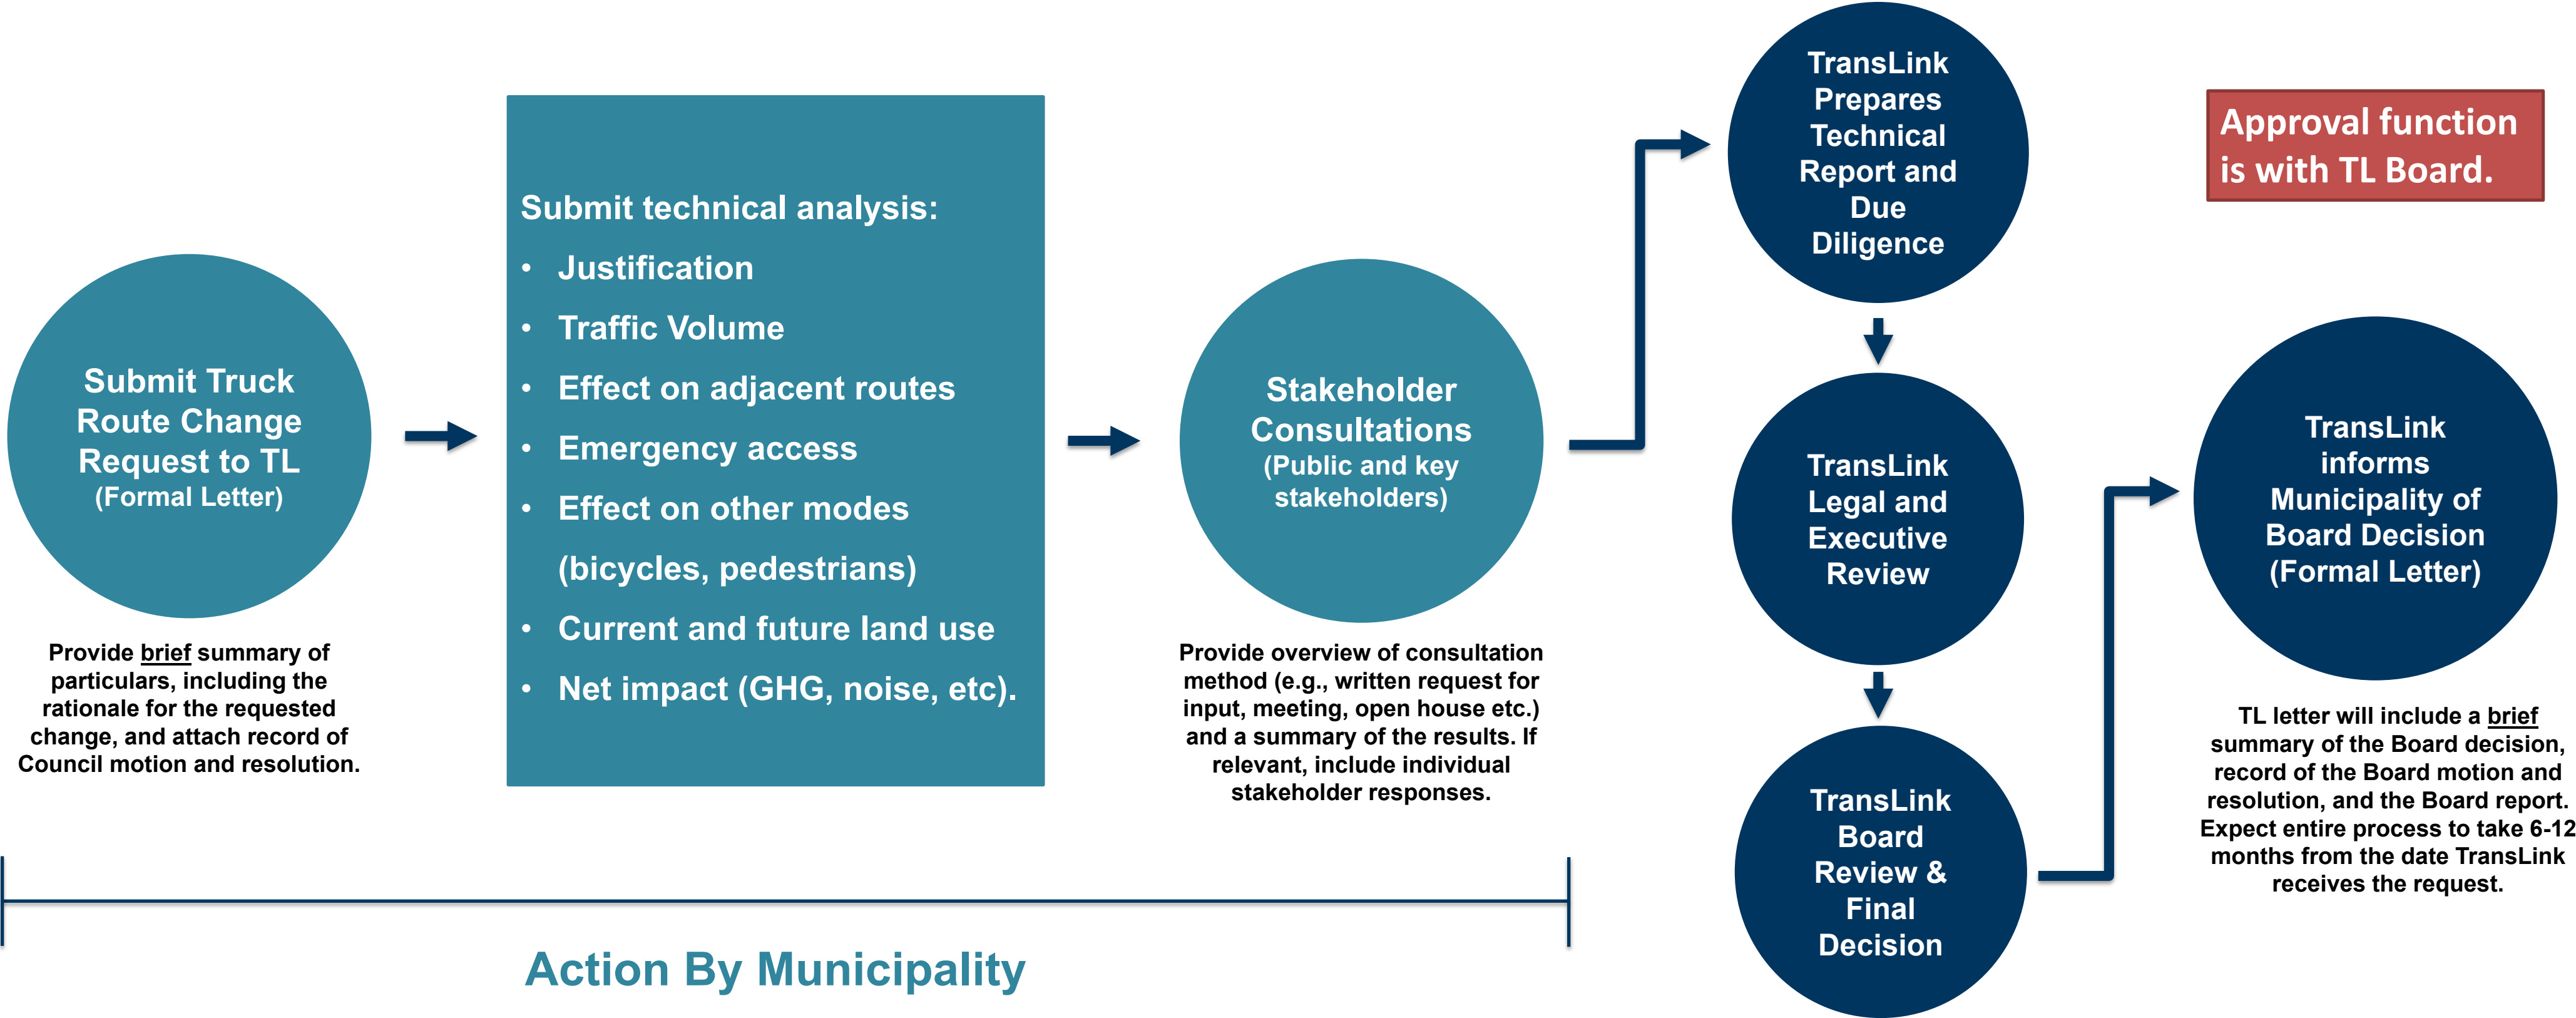 Submit Truck
Route Change
Request to TL
(Formal Letter)
Provide brief summary of
particulars, including the
rationale for the requested
change, and attach record of
Council motion and resolution.
Submit technical analysis:
• Justification
• Traffic Volume
• Effect on adjacent routes
• Emergency access
• Effect on other modes
(bicycles, pedestrians)
• Current and future land use
• Net impact (GHG, noise, etc).
Stakeholder
Consultations
(Public and key
stakeholders)
Provide overview of consultation
method (e.g., written request for
input, meeting, open house etc.)
and a summary of the results. If
relevant, include individual
stakeholder responses.
Action By Municipality
TransLink
Prepares
Technical
Report and
Due
Diligence
TransLink
Legal and
Executive
Review
TransLink
Board
Review &
Final
Decision
Approval function
is with TL Board.
TransLink
informs
Municipality of
Board Decision
(Formal Letter)
TL letter will include a brief
summary of the Board decision,
record of the Board motion and
resolution, and the Board report.
Expect entire process to take 6-12
months from the date TransLink
receives the request.